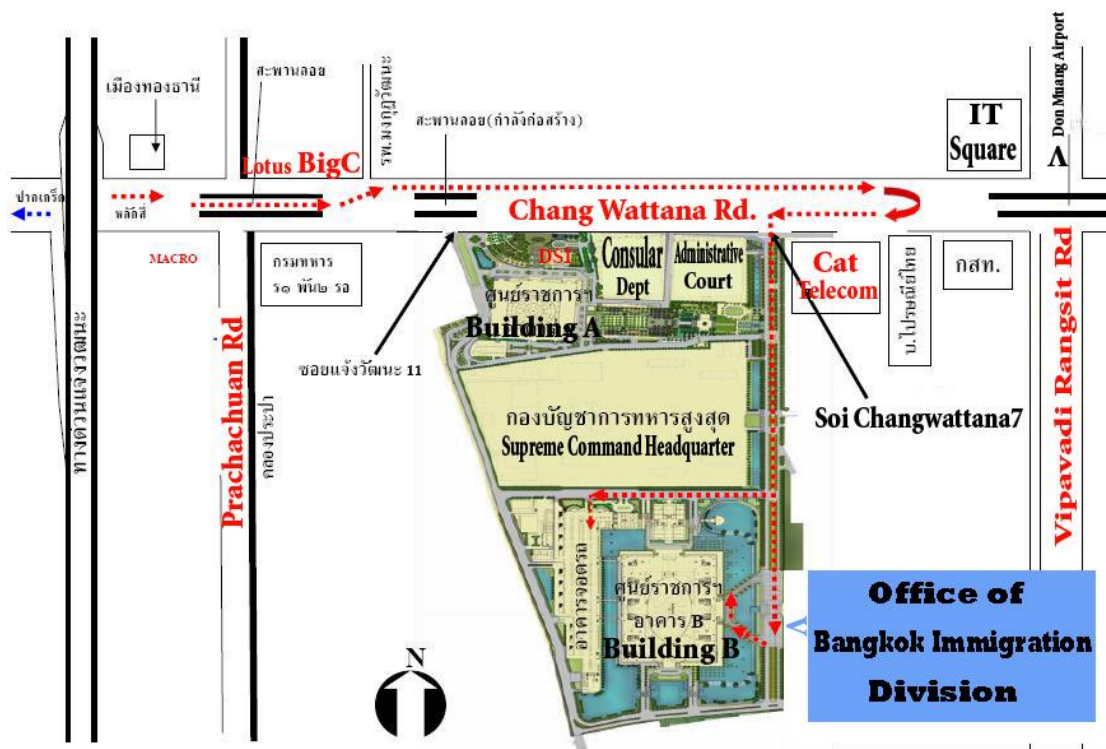 เมืองทองธานี
สะพานลอย
สะพานลอย(กำลังก่อสร้าง)
IT
Square
Don Muang Airport
Lotus BigC
ปากเกร็ด
หลักสี่
Chang Wattana Rd.
MACRO
กรมทหาร
ร๑ พัน๒ รอ
DSI
Consular
Dept
Administrative
Court
Cat
Telecom
บ.ไปรษณีย์ไทย
กสท.
ศูนย์ราชการฯ
Building A
ซอยแจ้งวัฒนะ 11
Prachachuan Rd
คลองประปา
กองบัญชาการทหารสูงสุด
Supreme Command Headquarter
Soi Changwattana7
Vipavadi Rangsit Rd
อาคารจอดรถ
ศูนย์ราชการฯ
อาคาร B
Building B
Office of
Bangkok Immigration
Division
N